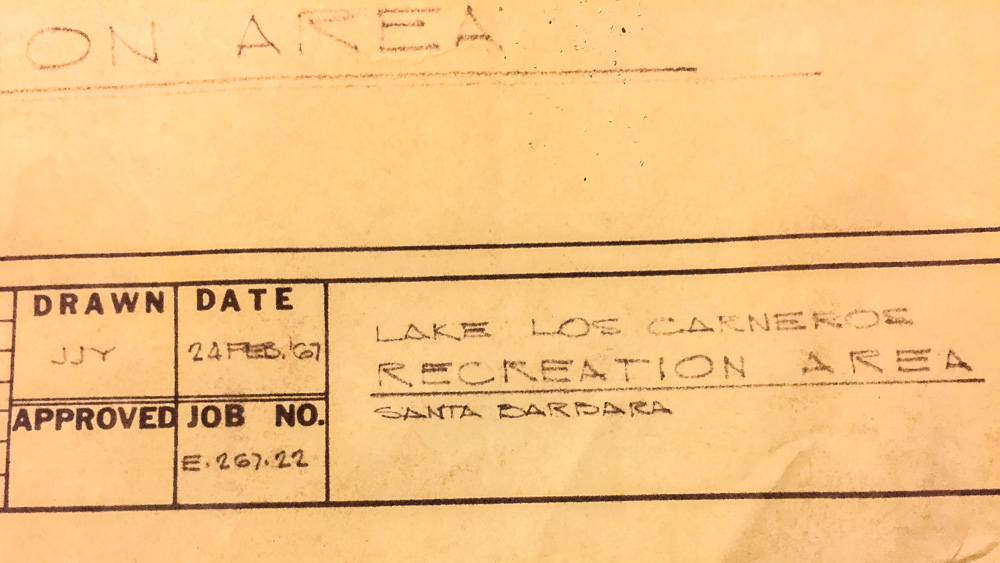 ON AREA
DRAWN
JJY
DATE
24 FEB. '67
APPROVED
JOB NO.
E.267.22
LAKE LOS CARNEROS
RECREATION AREA
SANTA BARBARA